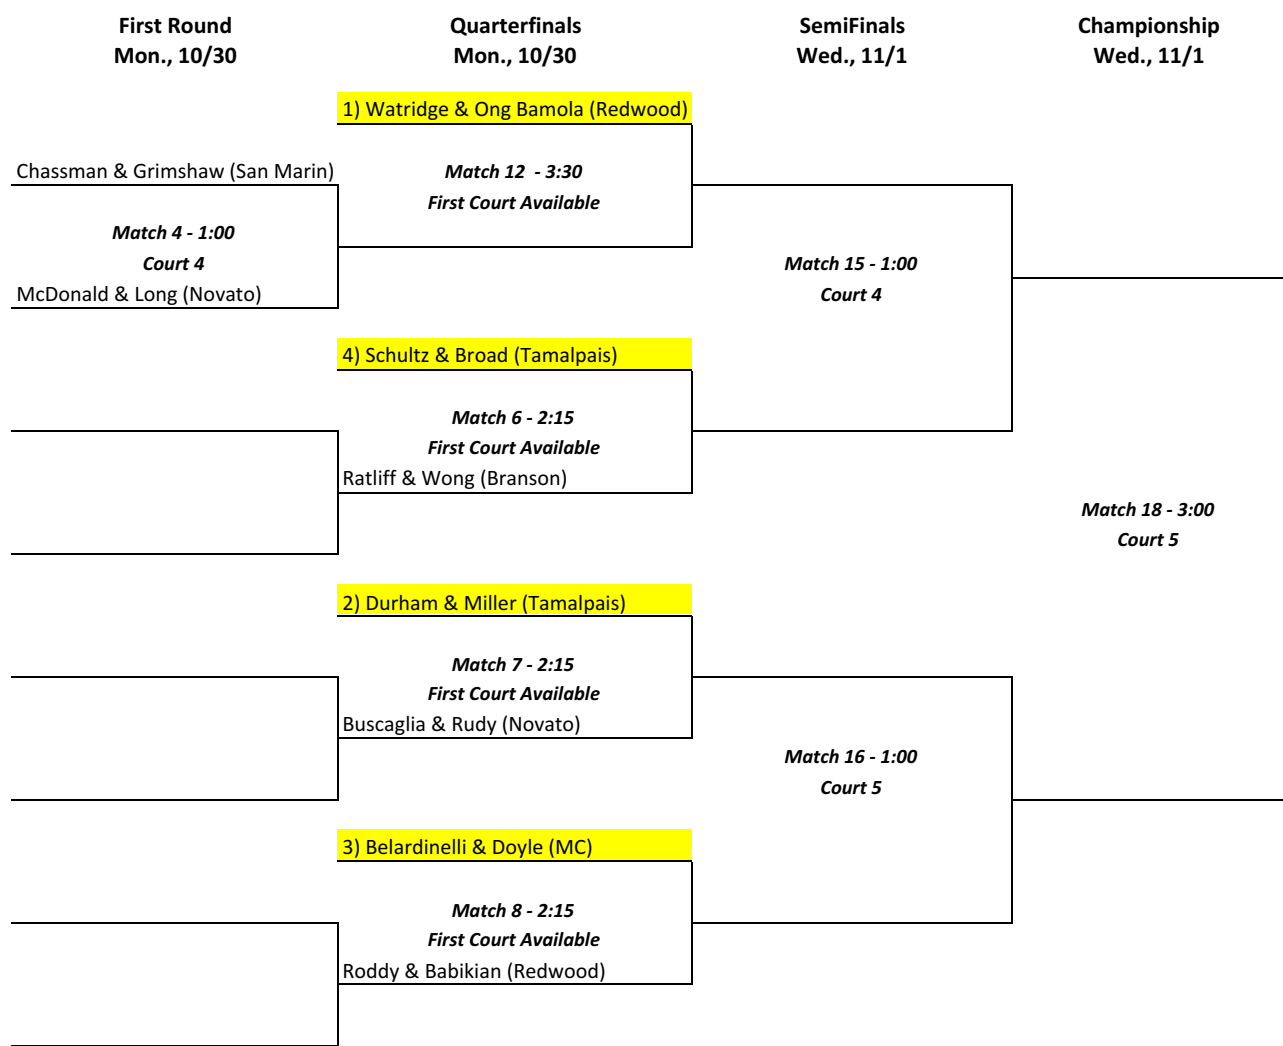 First Round
Mon., 10/30
Quarterfinals
Mon., 10/30
SemiFinals
Wed., 11/1
Championship
Wed., 11/1
1) Watridge & Ong Bamola (Redwood)
Chassman & Grimshaw (San Marin)
Match 12 - 3:30
First Court Available
Match 4 - 1:00
Court 4
McDonald & Long (Novato)
Match 15 - 1:00
Court 4
4) Schultz & Broad (Tamalpais)
Match 6 - 2:15
First Court Available
Ratliff & Wong (Branson)
Match 18 - 3:00
Court 5
2) Durham & Miller (Tamalpais)
Match 7 - 2:15
First Court Available
Buscaglia & Rudy (Novato)
Match 16 - 1:00
Court 5
3) Belardinelli & Doyle (MC)
Match 8 - 2:15
First Court Available
Roddy & Babikian (Redwood)